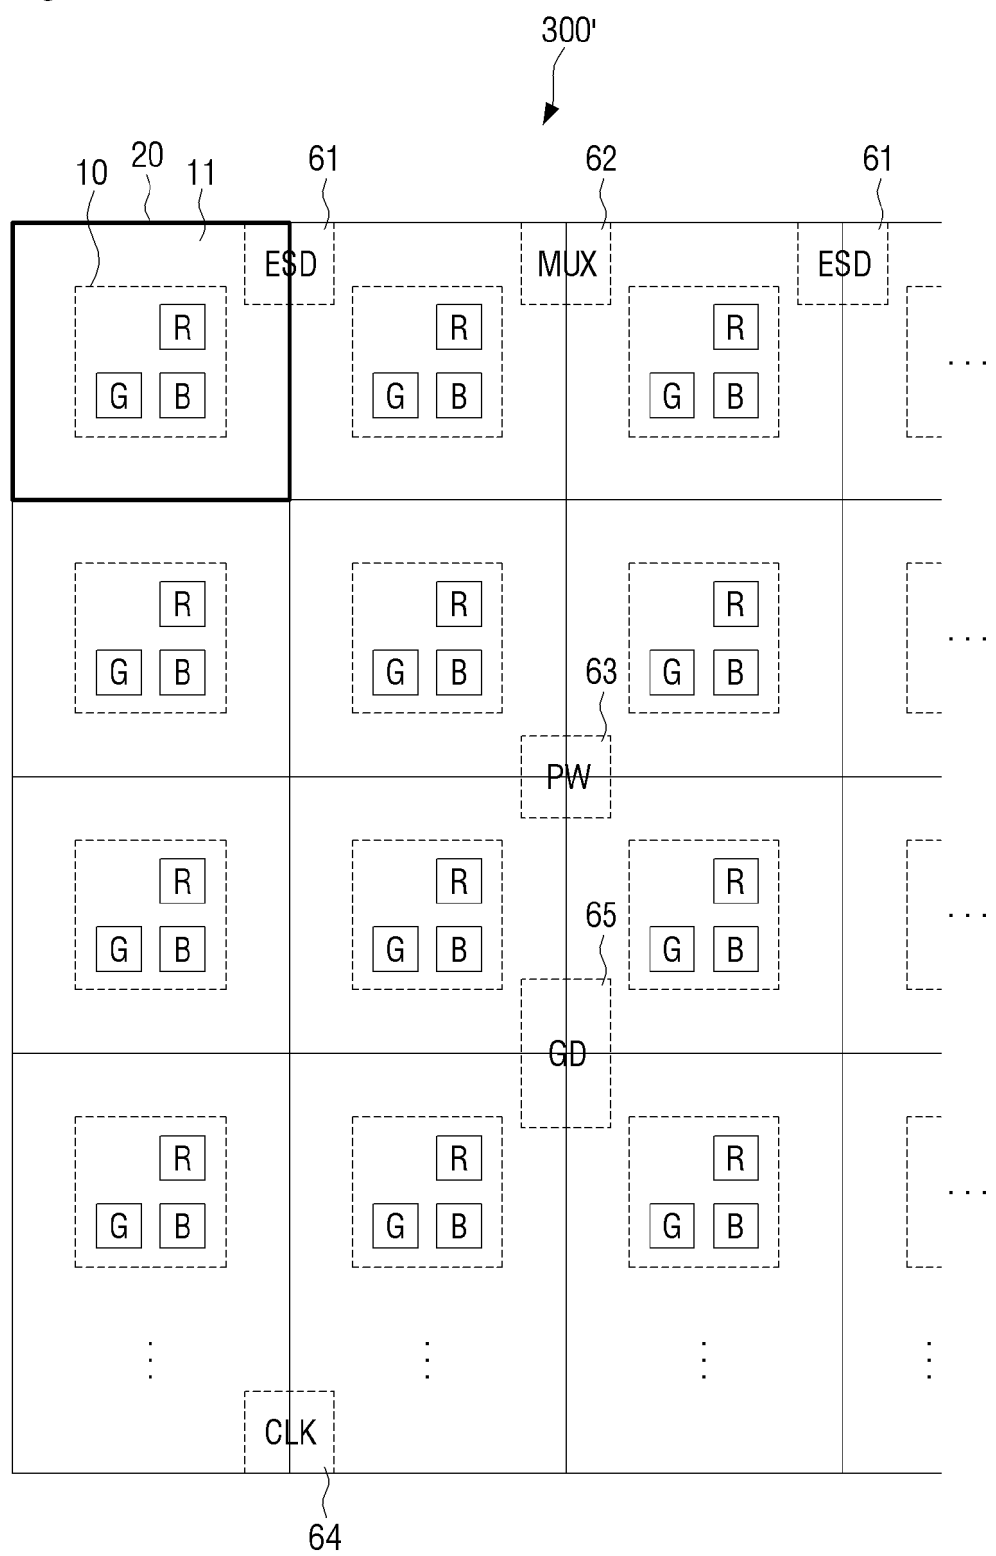 300'
10 20 11 61 62 61
ESD MUX ESD
R R R
G B G B G B
...
R R R
G B G B G B
...
63
PW
R R R
G B G B G B
...
65
GD
R R R
G B G B G B
...
CLK
64